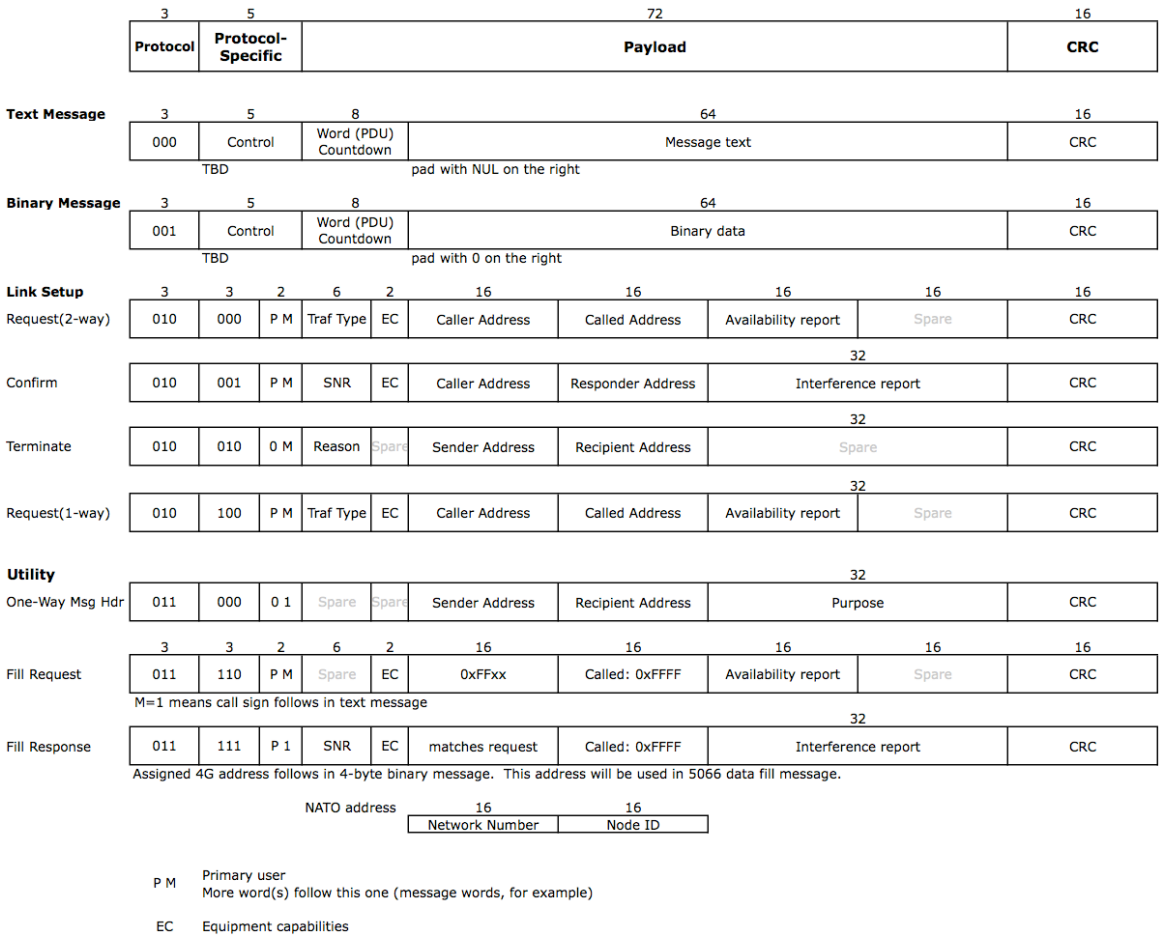 3 5 72 16
Protocol Protocol-Specific Payload CRC
Text Message 3 5 8 64 16
000 Control Word (PDU) Countdown Message text CRC
TBD pad with NUL on the right
Binary Message 3 5 8 64 16
001 Control Word (PDU) Countdown Binary data CRC
TBD pad with 0 on the right
Link Setup 3 3 2 6 2 16 16 16 16 16
Request(2-way) 010 000 P M Traf Type EC Caller Address Called Address Availability report Spare CRC
32
Confirm 010 001 P M SNR EC Caller Address Responder Address Interference report CRC
32
Terminate 010 010 0 M Reason Spare Sender Address Recipient Address Spare CRC
32
Request(1-way) 010 100 P M Traf Type EC Caller Address Called Address Availability report Spare CRC
Utility 32
One-Way Msg Hdr 011 000 0 1 Spare Spare Sender Address Recipient Address Purpose CRC
3 3 2 6 2 16 16 16 16 16
Fill Request 011 110 P M Spare EC 0xFFxx Called: 0xFFFF Availability report Spare CRC
M=1 means call sign follows in text message
32
Fill Response 011 111 P 1 SNR EC matches request Called: 0xFFFF Interference report CRC
Assigned 4G address follows in 4-byte binary message. This address will be used in 5066 data fill message.
NATO address 16 16
Network Number Node ID
P M Primary user
More word(s) follow this one (message words, for example)
EC Equipment capabilities